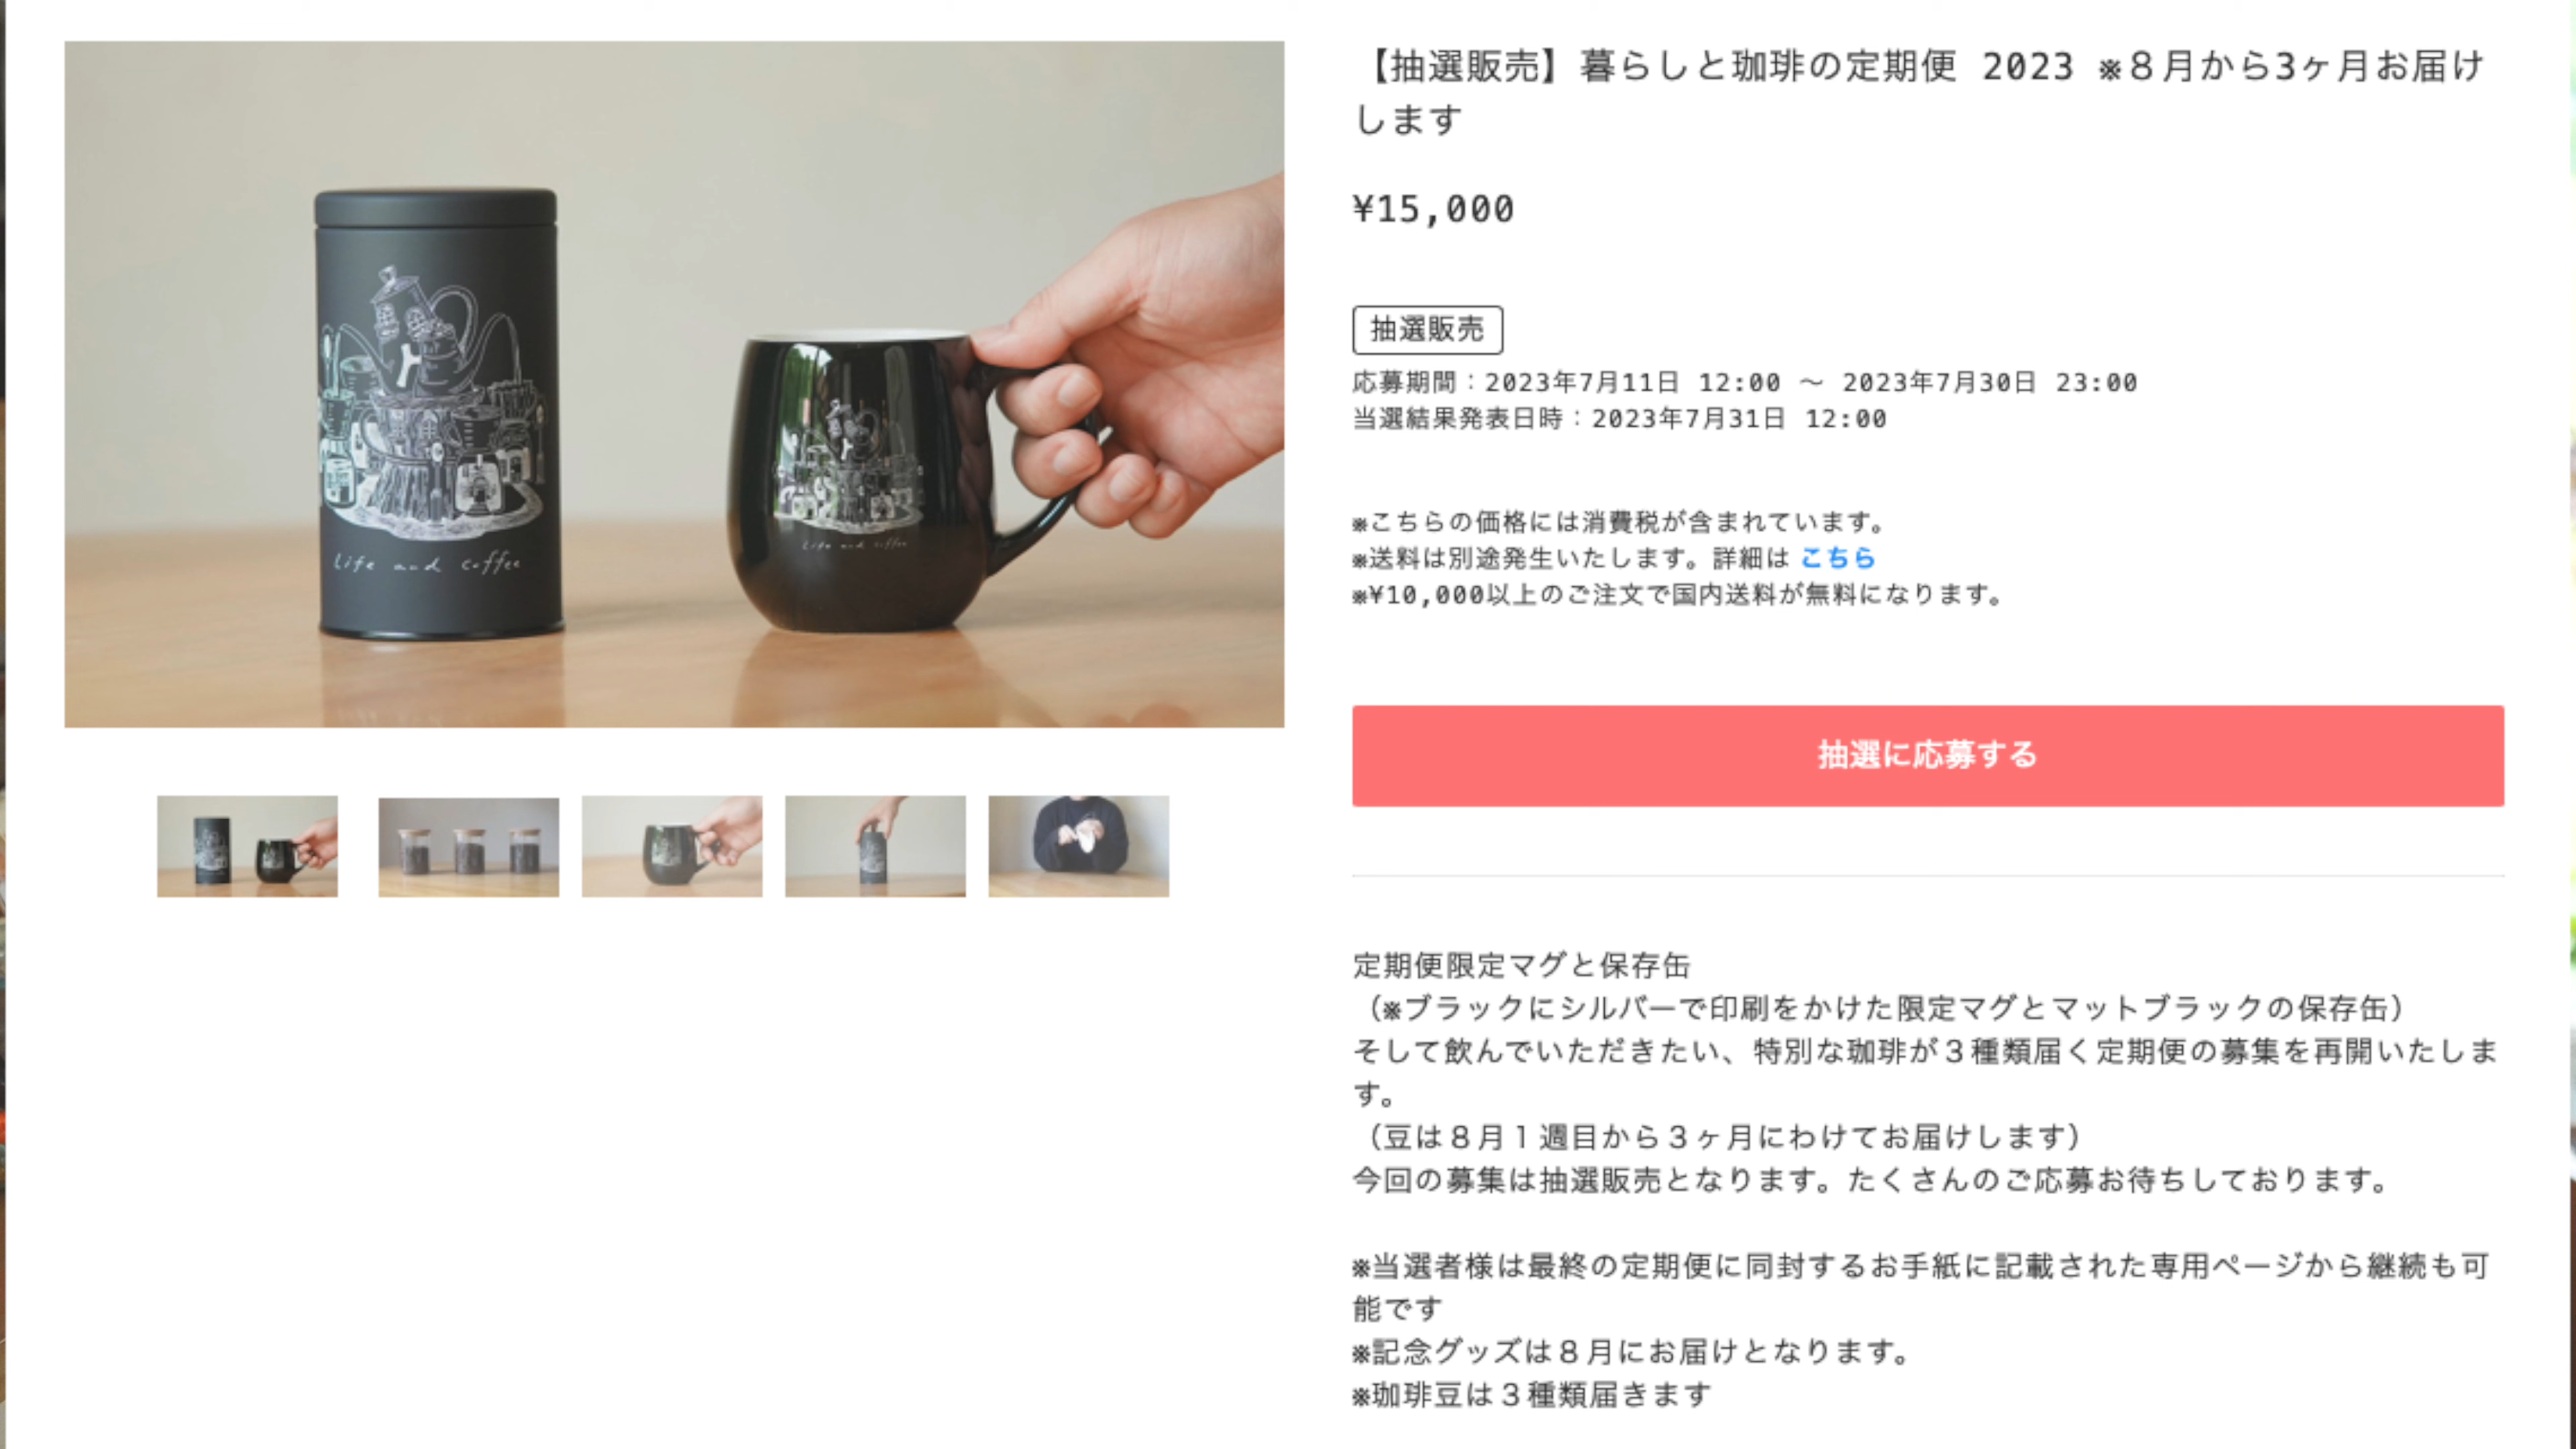 【抽選販売】暮らしと珈琲の定期便 2023 ※８月から3ヶ月お届け
します
¥15,000
抽選販売
応募期間：2023年7月11日 12:00 ～ 2023年7月30日 23:00
当選結果発表日時：2023年7月31日 12:00
※こちらの価格には消費税が含まれています。
※送料は別途発生いたします。詳細は こちら
※¥10,000以上のご注文で国内送料が無料になります。
抽選に応募する
定期便限定マグと保存缶
（※ブラックにシルバーで印刷をかけた限定マグとマットブラックの保存缶）
そして飲んでいただきたい、特別な珈琲が３種類届く定期便の募集を再開いたしま
す。
（豆は８月１週目から３ヶ月にわけてお届けします）
今回の募集は抽選販売となります。たくさんのご応募お待ちしております。
※当選者様は最終の定期便に同封するお手紙に記載された専用ページから継続も可
能です
※記念グッズは８月にお届けとなります。
※珈琲豆は３種類届きます
Life and coffee
Life and coffee